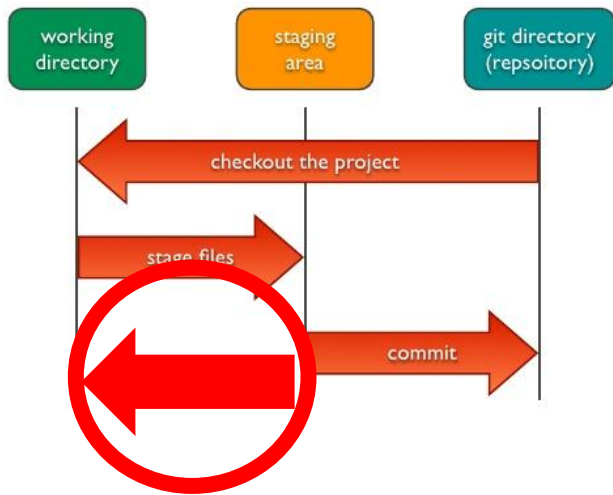 working
directory
staging
area
git directory
(repsoitory)
checkout the project
stage files
commit